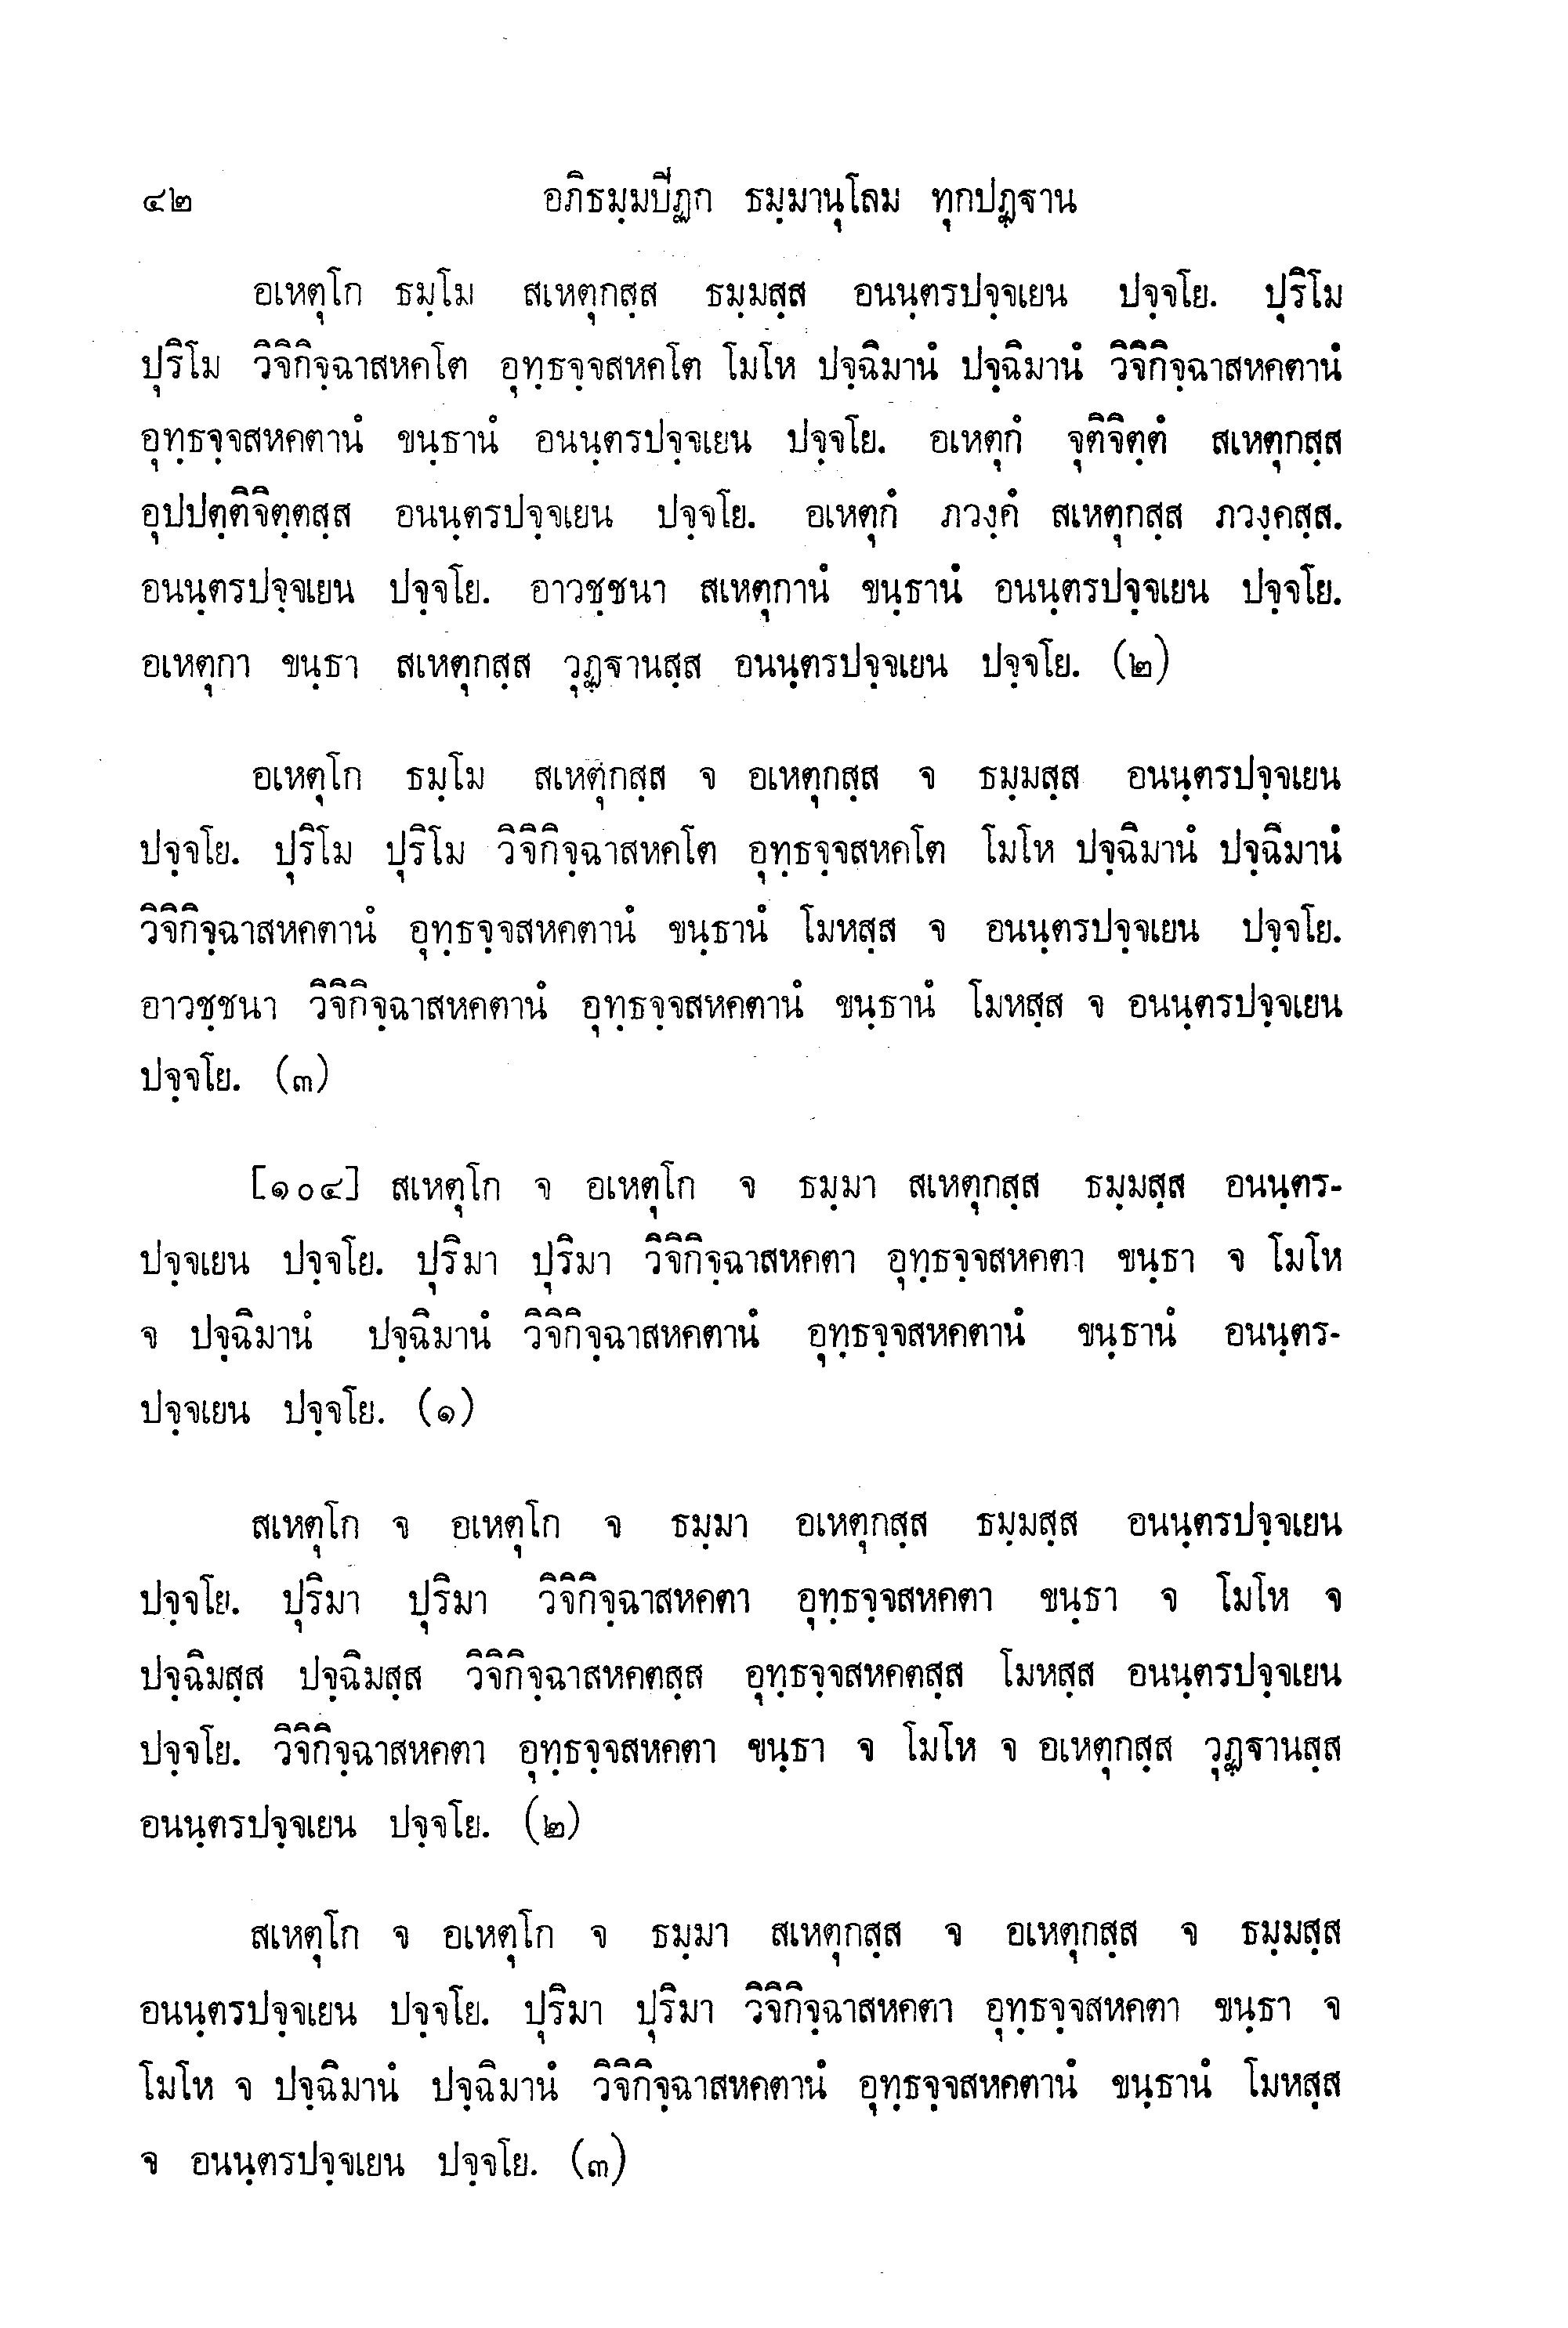 ๔๒ อภิธมฺมปีฏก ธมฺมานุโลม ทุกปฏฺฐาน
อเหตุโก ธมฺโม สเหตุกสฺส ธมฺมสฺส อนนฺตรปจฺจเยน ปจฺจโย. ปุริโม
ปุริโม วิจิกิจฺฉาสหคโต อุทฺธจฺจสหคโต โมโห ปจฺฉิมานํ ปจฺฉิมานํ วิจิกิจฺฉาสหคตานํ
อุทฺธจฺจสหคตานํ ขนฺธานํ อนนฺตรปจฺจเยน ปจฺจโย. อเหตุกํ จุติจิตฺตํ สเหตุกสฺส
อุปปตฺติจิตฺตสฺส อนนฺตรปจฺจเยน ปจฺจโย. อเหตุกํ ภวงฺคํ สเหตุกสฺส ภวงฺคสฺส.
อนนฺตรปจฺจเยน ปจฺจโย. อาวชฺชนา สเหตุกานํ ขนฺธานํ อนนฺตรปจฺจเยน ปจฺจโย.
อเหตุกา ขนฺธา สเหตุกสฺส วุฏฺฐานสฺส อนนฺตรปจฺจเยน ปจฺจโย. (๒)
อเหตุโก ธมฺโม สเหตุกสฺส จ อเหตุกสฺส จ ธมฺมสฺส อนนฺตรปจฺจเยน
ปจฺจโย. ปุริโม ปุริโม วิจิกิจฺฉาสหคโต อุทฺธจฺจสหคโต โมโห ปจฺฉิมานํ ปจฺฉิมานํ
วิจิกิจฺฉาสหคตานํ อุทฺธจฺจสหคตานํ ขนฺธานํ โมหสฺส จ อนนฺตรปจฺจเยน ปจฺจโย.
อาวชฺชนา วิจิกิจฺฉาสหคตานํ อุทฺธจฺจสหคตานํ ขนฺธานํ โมหสฺส จ อนนฺตรปจฺจเยน
ปจฺจโย. (๓)
[๑๐๔] สเหตุโก จ อเหตุโก จ ธมฺมา สเหตุกสฺส ธมฺมสฺส อนนฺตร-
ปจฺจเยน ปจฺจโย. ปุริมา ปุริมา วิจิกิจฺฉาสหคตา อุทฺธจฺจสหคตา ขนฺธา จ โมโห
จ ปจฺฉิมานํ ปจฺฉิมานํ วิจิกิจฺฉาสหคตานํ อุทฺธจฺจสหคตานํ ขนฺธานํ อนนฺตร-
ปจฺจเยน ปจฺจโย. (๑)
สเหตุโก จ อเหตุโก จ ธมฺมา อเหตุกสฺส ธมฺมสฺส อนนฺตรปจฺจเยน
ปจฺจโย. ปุริมา ปุริมา วิจิกิจฺฉาสหคตา อุทฺธจฺจสหคตา ขนฺธา จ โมโห จ
ปจฺฉิมสฺส ปจฺฉิมสฺส วิจิกิจฺฉาสหคตสฺส อุทฺธจฺจสหคตสฺส โมหสฺส อนนฺตรปจฺจเยน
ปจฺจโย. วิจิกิจฺฉาสหคตา อุทฺธจฺจสหคตา ขนฺธา จ โมโห จ อเหตุกสฺส วุฏฺฐานสฺส
อนนฺตรปจฺจเยน ปจฺจโย. (๒)
สเหตุโก จ อเหตุโก จ ธมฺมา สเหตุกสฺส จ อเหตุกสฺส จ ธมฺมสฺส
อนนฺตรปจฺจเยน ปจฺจโย. ปุริมา ปุริมา วิจิกิจฺฉาสหคตา อุทฺธจฺจสหคตา ขนฺธา จ
โมโห จ ปจฺฉิมานํ ปจฺฉิมานํ วิจิกิจฺฉาสหคตานํ อุทฺธจฺจสหคตานํ ขนฺธานํ โมหสฺส
จ อนนฺตรปจฺจเยน ปจฺจโย. (๓)